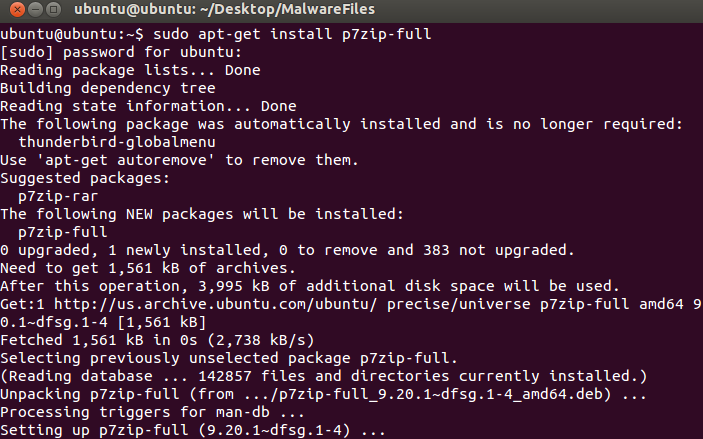 ubuntu@ubuntu: ~/Desktop/MalwareFiles
ubuntu@ubuntu:~$ sudo apt-get install p7zip-full
[sudo] password for ubuntu:
Reading package lists... Done
Building dependency tree
Reading state information... Done
The following package was automatically installed and is no longer required:
  thunderbird-globalmenu
Use 'apt-get autoremove' to remove them.
Suggested packages:
  p7zip-rar
The following NEW packages will be installed:
  p7zip-full
0 upgraded, 1 newly installed, 0 to remove and 383 not upgraded.
Need to get 1,561 kB of archives.
After this operation, 3,995 kB of additional disk space will be used.
Get:1 http://us.archive.ubuntu.com/ubuntu/ precise/universe p7zip-full amd64 9
.20.1~dfsg.1-4 [1,561 kB]
Fetched 1,561 kB in 0s (2,738 kB/s)
Selecting previously unselected package p7zip-full.
(Reading database ... 142857 files and directories currently installed.)
Unpacking p7zip-full (from .../p7zip-full_9.20.1~dfsg.1-4_amd64.deb) ...
Processing triggers for man-db ...
Setting up p7zip-full (9.20.1~dfsg.1-4) ...